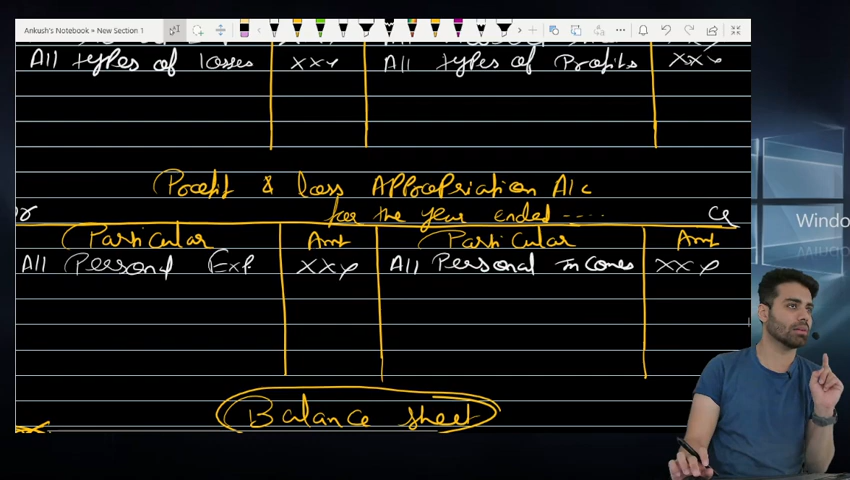 Ankush's Notebook » New Section 1
All types of losses xxx All types of Profits xxx
Profit & loss Appropriation A/c
for the year ended ....
Dr Cr
Particular Amt Particular Amt
All Personal Exp. xxx All Personal Incomes xxx
Balance sheet
Windo